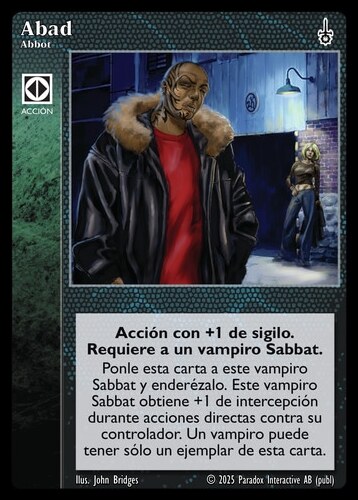 Abad
Abbot
ACCIÓN
Acción con +1 de sigilo.
Requiere a un vampiro Sabbat.
Ponle esta carta a este vampiro
Sabbat y enderézalo. Este vampiro
Sabbat obtiene +1 de intercepción
durante acciones directas contra su
controlador. Un vampiro puede
tener sólo un ejemplar de esta carta.
Ilus. John Bridges
© 2025 Paradox Interactive AB (publ)